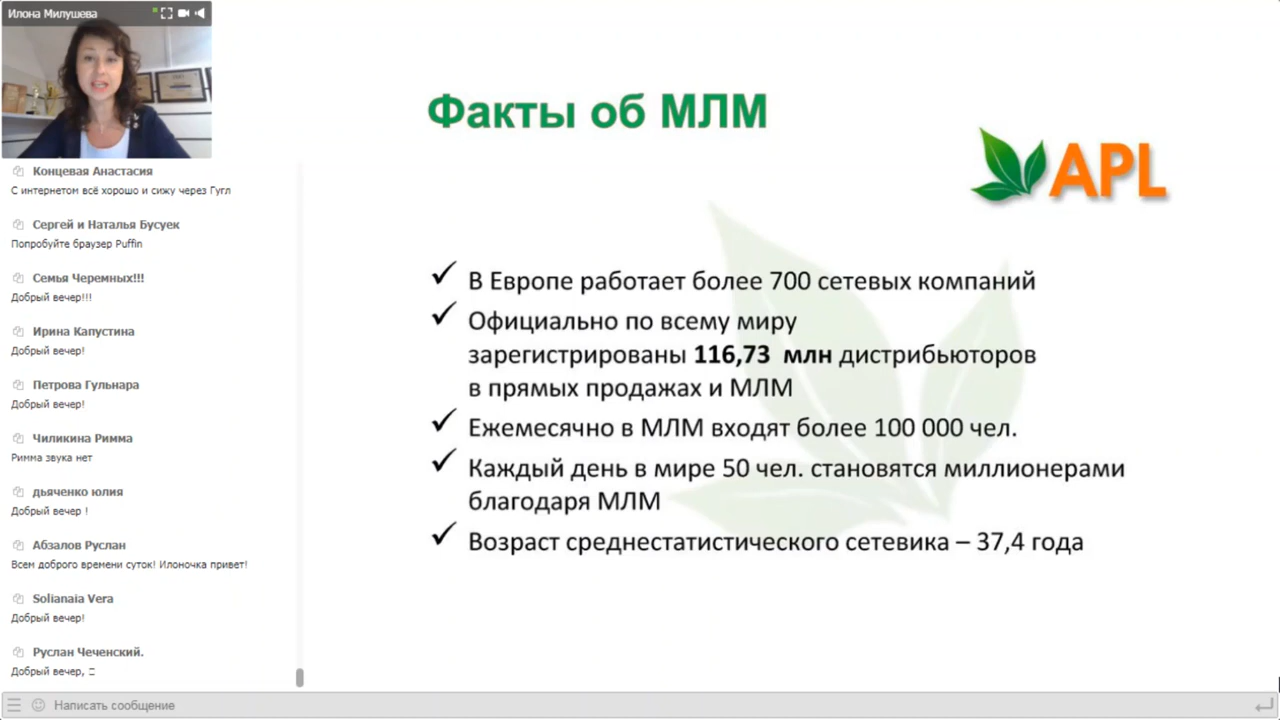 Илона Милушева
Концевая Анастасия
С интернетом всё хорошо и сижу через Гугл
Сергей и Наталья Бусуек
Попробуйте браузер Puffin
Семья Черемных!!!
Добрый вечер!!!
Ирина Капустина
Добрый вечер!
Петрова Гульнара
Добрый вечер!
Чиликина Римма
Римма звука нет
дьяченко юлия
Добрый вечер !
Абзалов Руслан
Всем доброго времени суток! Илоночка привет!
Solianaia Vera
Добрый вечер!
Руслан Чеченский.
Добрый вечер,
Написать сообщение
Факты об МЛМ
APL
В Европе работает более 700 сетевых компаний
Официально по всему миру
зарегистрированы 116,73 млн дистрибьюторов
в прямых продажах и МЛМ
Ежемесячно в МЛМ входят более 100 000 чел.
Каждый день в мире 50 чел. становятся миллионерами
благодаря МЛМ
Возраст среднестатистического сетевика – 37,4 года